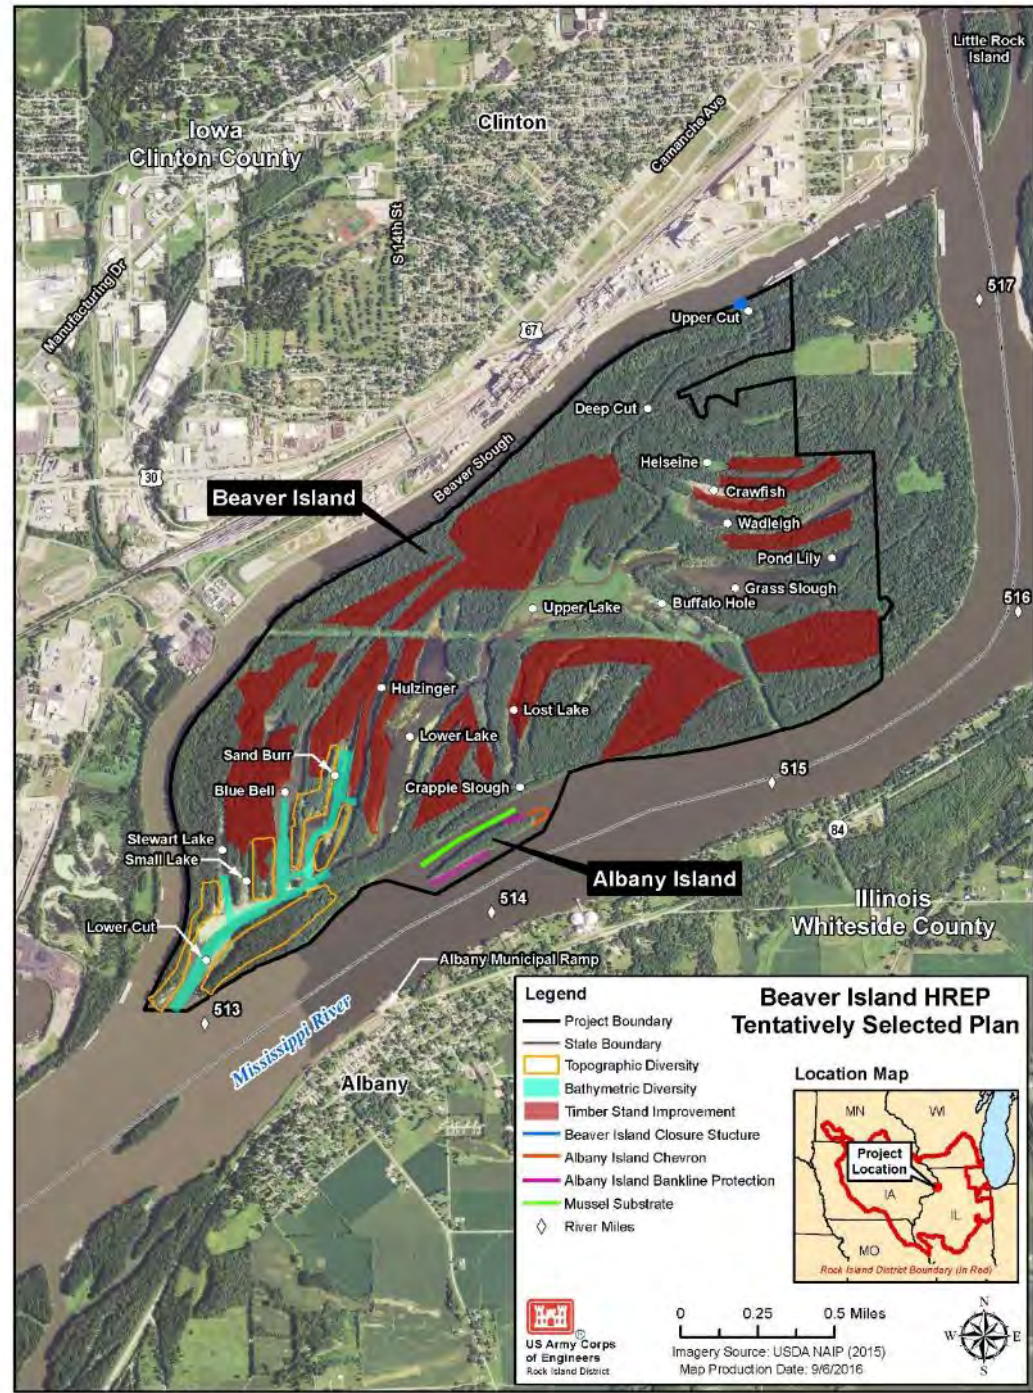 Little Rock
Island
Iowa
Clinton County
Clinton
Camanche Ave
S 14th St
Manufacturing Dr
517
Upper Cut
67
Deep Cut
Beaver Slough
30
Helseine
Beaver Island
Crawfish
Wadleigh
Pond Lily
Grass Slough
Buffalo Hole
Upper Lake
516
Hulzinger
Lost Lake
Lower Lake
Sand Burr
Blue Bell
Crappie Slough
515
84
Stewart Lake
Small Lake
Albany Island
Illinois
Whiteside County
514
Lower Cut
Albany Municipal Ramp
513
Mississippi River
Albany
Legend
Project Boundary
State Boundary
Topographic Diversity
Bathymetric Diversity
Timber Stand Improvement
Beaver Island Closure Stucture
Albany Island Chevron
Albany Island Bankline Protection
Mussel Substrate
River Miles
Beaver Island HREP
Tentatively Selected Plan
Location Map
MN
WI
Project
Location
IA
IL
MO
Rock Island District Boundary (In Red)
US Army Corps
of Engineers
Rock Island District
®
0 0.25 0.5 Miles
Imagery Source: USDA NAIP (2015)
Map Production Date: 9/6/2016
N
W E
S